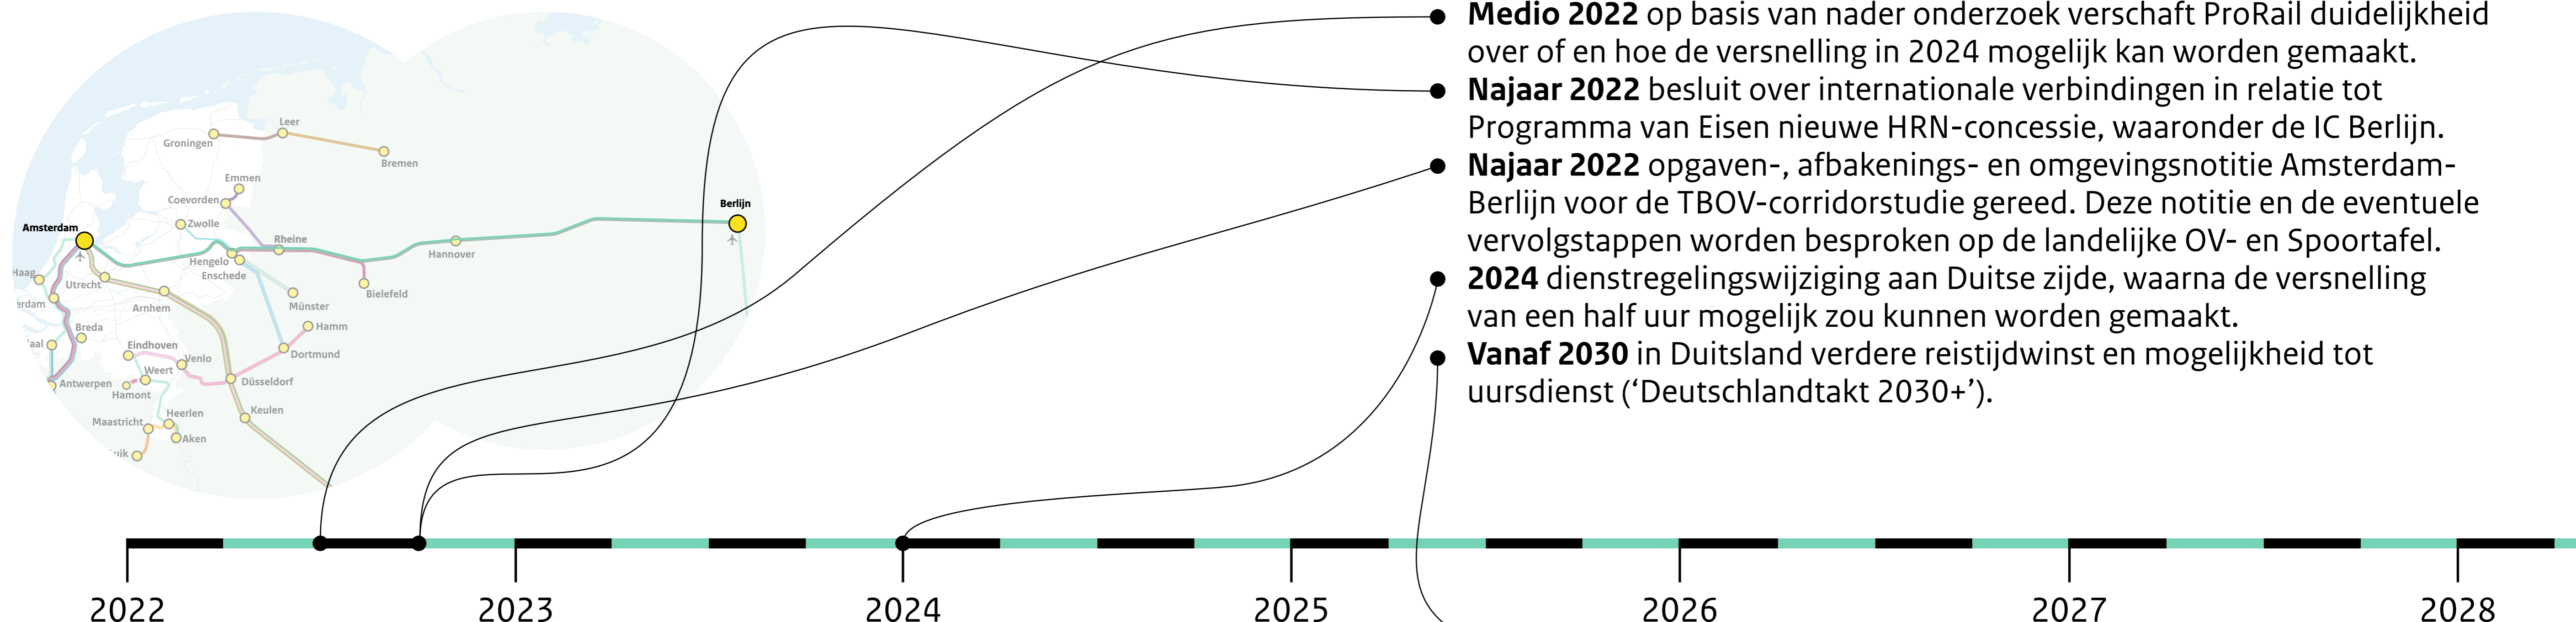 Medio 2022 op basis van nader onderzoek verschaft ProRail duidelijkheid
over of en hoe de versnelling in 2024 mogelijk kan worden gemaakt.
Najaar 2022 besluit over internationale verbindingen in relatie tot
Programma van Eisen nieuwe HRN-concessie, waaronder de IC Berlijn.
Najaar 2022 opgaven-, afbakenings- en omgevingsnotitie Amsterdam-
Berlijn voor de TBOV-corridorstudie gereed. Deze notitie en de eventuele
vervolgstappen worden besproken op de landelijke OV- en Spoortafel.
2024 dienstregelingswijziging aan Duitse zijde, waarna de versnelling
van een half uur mogelijk zou kunnen worden gemaakt.
Vanaf 2030 in Duitsland verdere reistijdwinst en mogelijkheid tot
uursdienst (‘Deutschlandtakt 2030+’).
Leer
Groningen
Bremen
Emmen
Coevorden
Berlijn
Zwolle
Amsterdam
Rheine
Hannover
Hengelo
Haag
Enschede
Utrecht
Bielefeld
erdam
Arnhem
Münster
Breda
Hamm
aal
Eindhoven
Dortmund
Venlo
Weert
Antwerpen
Düsseldorf
Hamont
Heerlen
Keulen
Maastricht
Aken
uik
2022
2023
2024
2025
2026
2027
2028